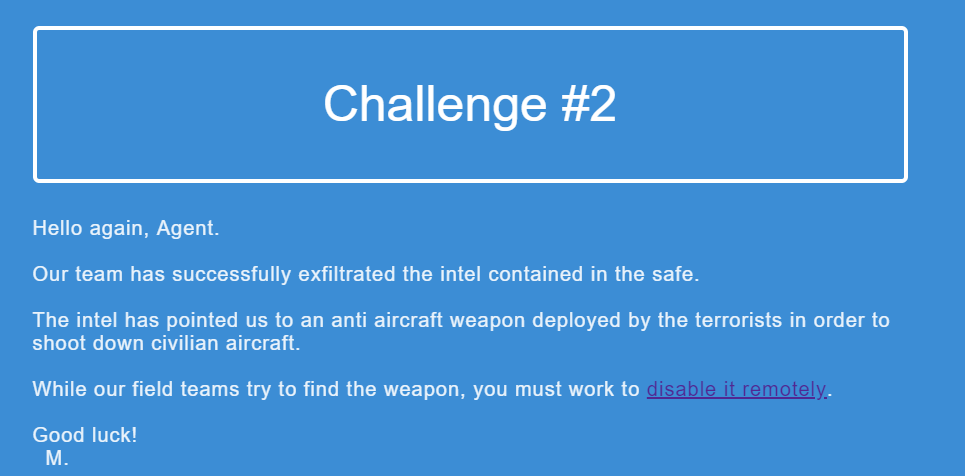 Challenge #2
Hello again, Agent.
Our team has successfully exfiltrated the intel contained in the safe.
The intel has pointed us to an anti aircraft weapon deployed by the terrorists in order to
shoot down civilian aircraft.
While our field teams try to find the weapon, you must work to disable it remotely.
Good luck!
M.